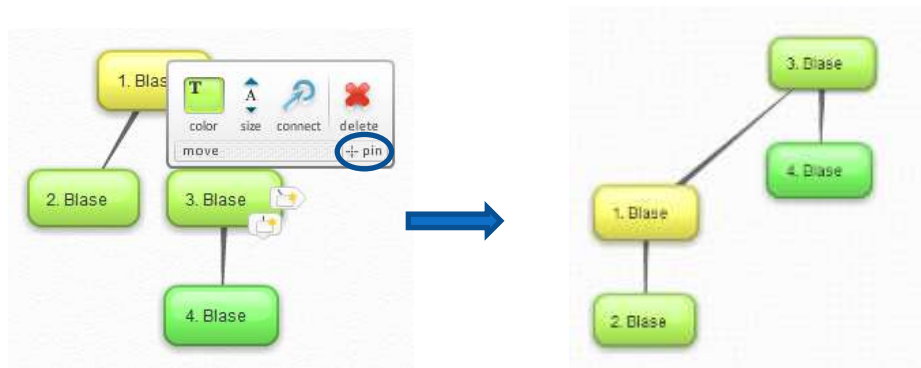 1. Blas
T
A
color size connect delete
move
pin
2. Blase
3. Blase
4. Blase
3. Blase
4. Blase
1. Blase
2. Blase